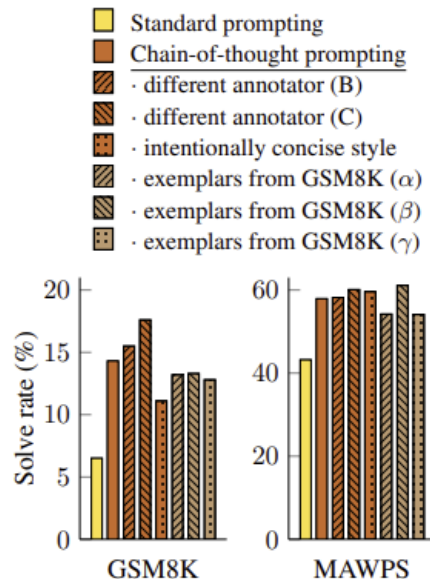 Standard prompting
Chain-of-thought prompting
· different annotator (B)
· different annotator (C)
· intentionally concise style
· exemplars from GSM8K (α)
· exemplars from GSM8K (β)
· exemplars from GSM8K (γ)
Solve rate (%)
20
15
10
5
0
GSM8K
60
40
20
0
MAWPS